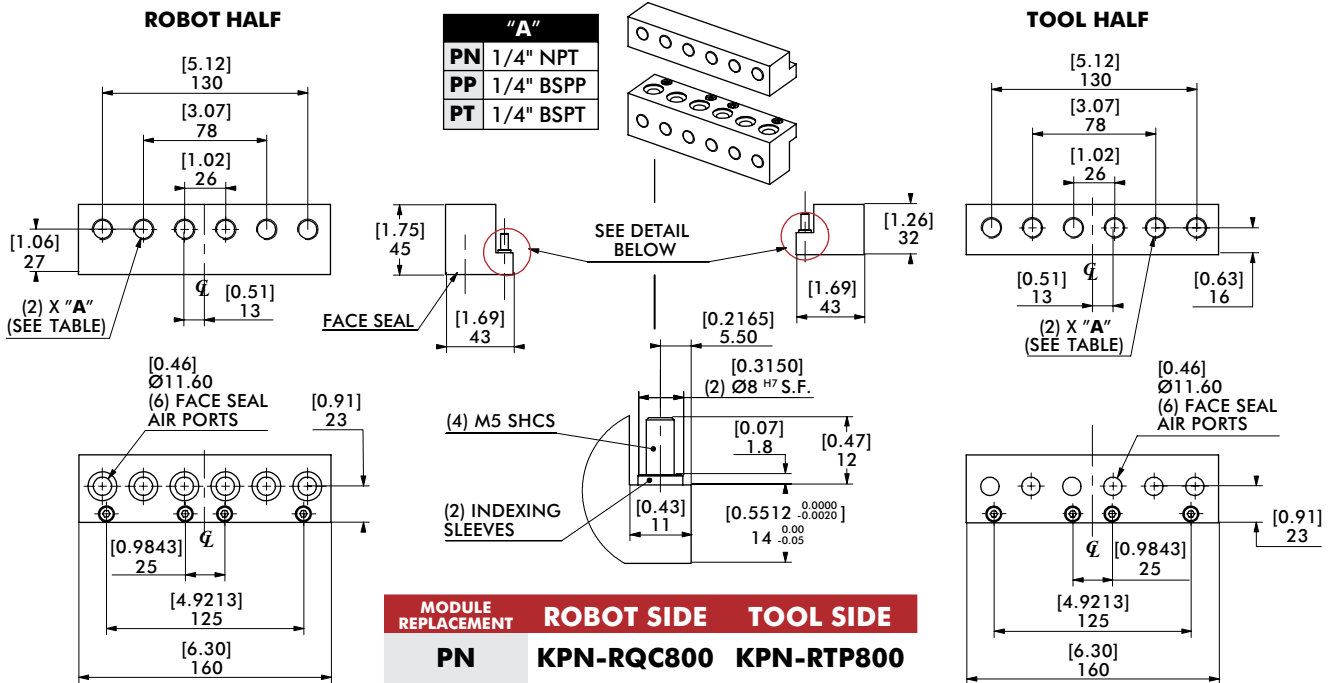 ROBOT HALF
[5.12]
130
[3.07]
78
[1.02]
26
[1.06]
27
(2) X "A"
(SEE TABLE)
℄
[0.51]
13
"A"
PN 1/4" NPT
PP 1/4" BSPP
PT 1/4" BSPT
[1.75]
45
FACE SEAL
[1.69]
43
SEE DETAIL
BELOW
[1.26]
32
[1.69]
43
TOOL HALF
[5.12]
130
[3.07]
78
[1.02]
26
℄
[0.51]
13
[0.63]
16
(2) X "A"
(SEE TABLE)
[0.46]
Ø11.60
(6) FACE SEAL
AIR PORTS
[0.91]
23
℄
[0.9843]
25
[4.9213]
125
[6.30]
160
[0.2165]
5.50
[0.3150]
(2) Ø8 H7 S.F.
(4) M5 SHCS
[0.07]
1.8
[0.47]
12
(2) INDEXING
SLEEVES
[0.43]
11
[0.5512 0.0000 -0.0020]
14 0.00 -0.05
[0.46]
Ø11.60
(6) FACE SEAL
AIR PORTS
[0.91]
23
℄
[0.9843]
25
[4.9213]
125
[6.30]
160
MODULE
REPLACEMENT ROBOT SIDE TOOL SIDE
PN KPN-RQC800 KPN-RTP800